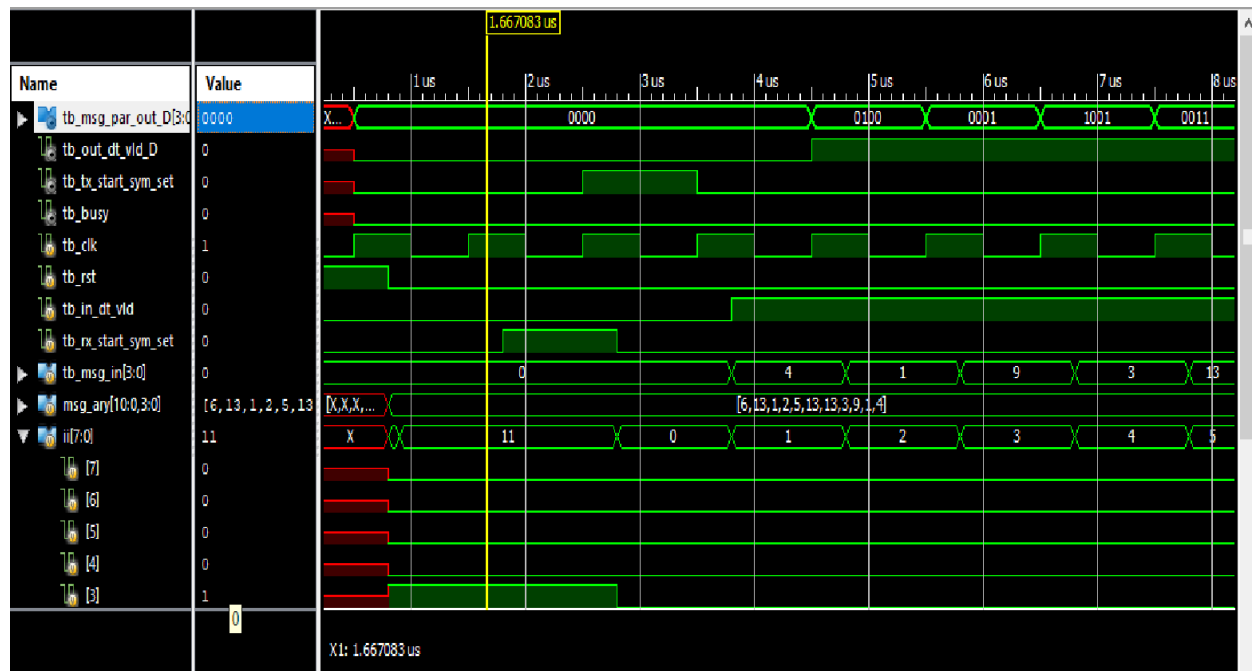 1.667083 us
Name Value 1 us 2 us 3 us 4 us 5 us 6 us 7 us 8 us
tb_msg_par_out_D[3:0 0000 X... 0000 0100 0001 1001 0011
tb_out_dt_vld_D 0
tb_tx_start_sym_set 0
tb_busy 0
tb_clk 1
tb_rst 0
tb_in_dt_vld 0
tb_rx_start_sym_set 0
tb_msg_in[3:0] 0 0 4 1 9 3 13
msg_ary[10:0,3:0] [6,13,1,2,5,13 [X,X,X,... [6,13,1,2,5,13,13,3,9,1,4]
ii[7:0] 11 X 11 0 1 2 3 4 5
[7] 0
[6] 0
[5] 0
[4] 0
[3] 1
0
X1: 1.667083 us